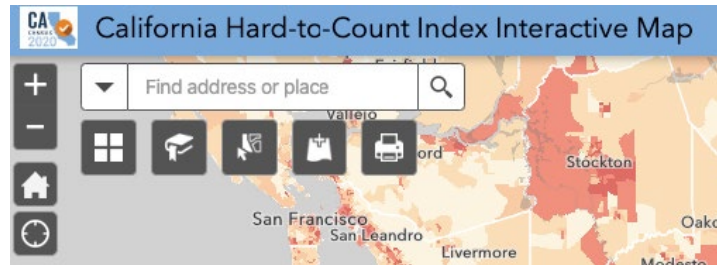 CA
CENSUS
2020
California Hard-to-Count Index Interactive Map
Find address or place
Vallejo
ord
Stockton
San Francisco
San Leandro
Oak
Livermore
Modesto